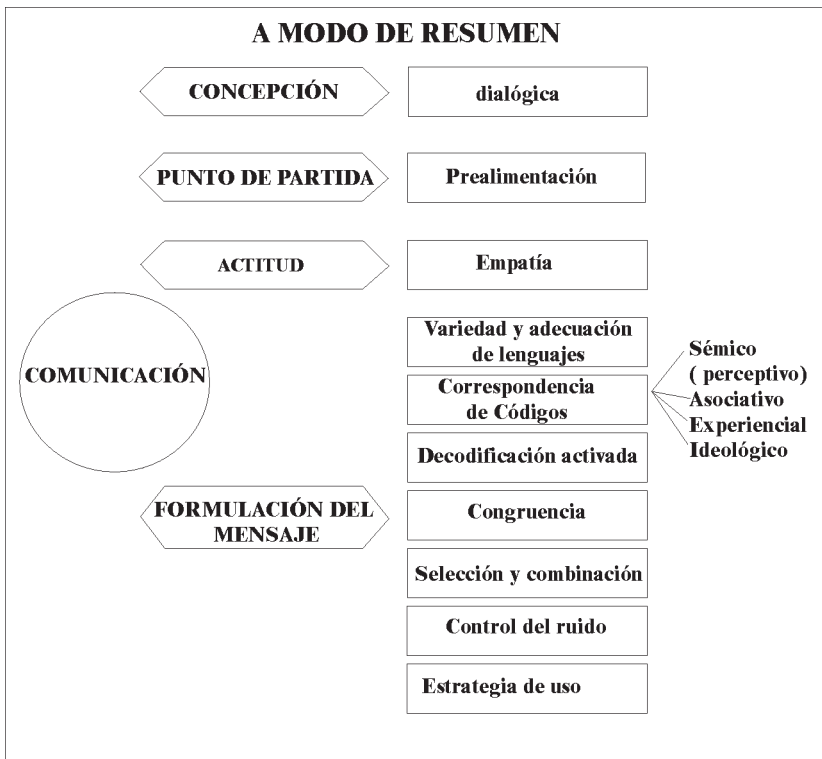 A MODO DE RESUMEN
CONCEPCIÓN
dialógica
PUNTO DE PARTIDA
Prealimentación
ACTITUD
Empatía
COMUNICACIÓN
Variedad y adecuación
de lenguajes
Correspondencia
de Códigos
Sémico
( perceptivo)
Asociativo
Experiencial
Ideológico
Decodificación activada
FORMULACIÓN DEL
MENSAJE
Congruencia
Selección y combinación
Control del ruido
Estrategia de uso